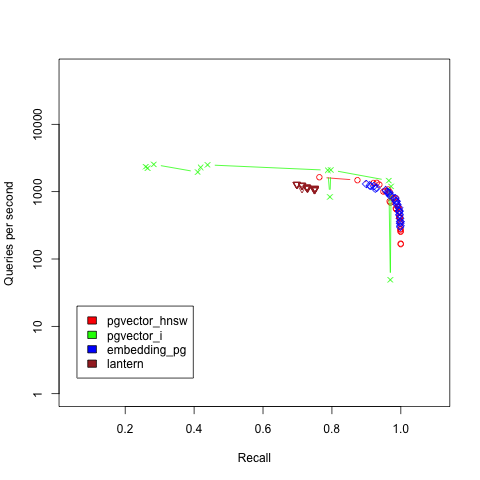 10000
1000
100
10
1
Queries per second
pgvector_hnsw
pgvector_i
embedding_pg
lantern
0.2 0.4 0.6 0.8 1.0
Recall